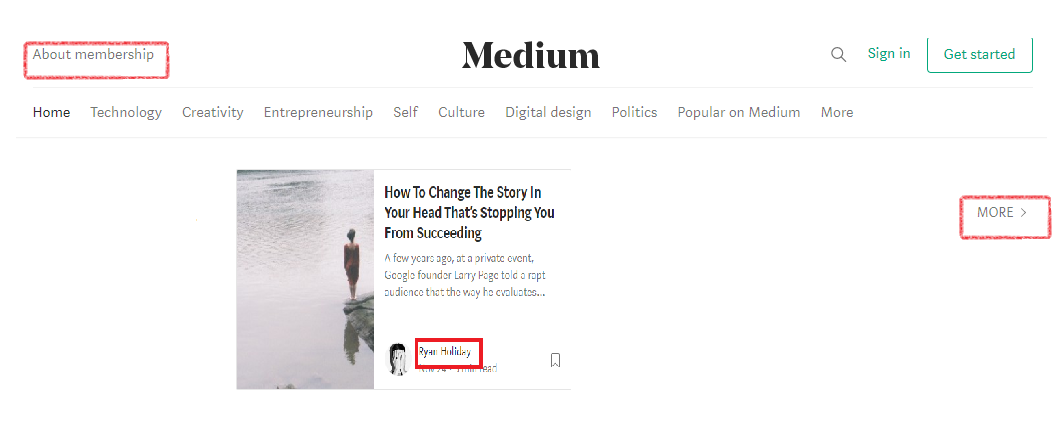 About membership
Medium
Sign in
Get started
Home Technology Creativity Entrepreneurship Self Culture Digital design Politics Popular on Medium More
How To Change The Story In
Your Head That's Stopping You
From Succeeding
A few years ago, at a private event,
Google founder Larry Page told a rapt
audience that the way he evaluates...
Ryan Holiday
read
MORE >